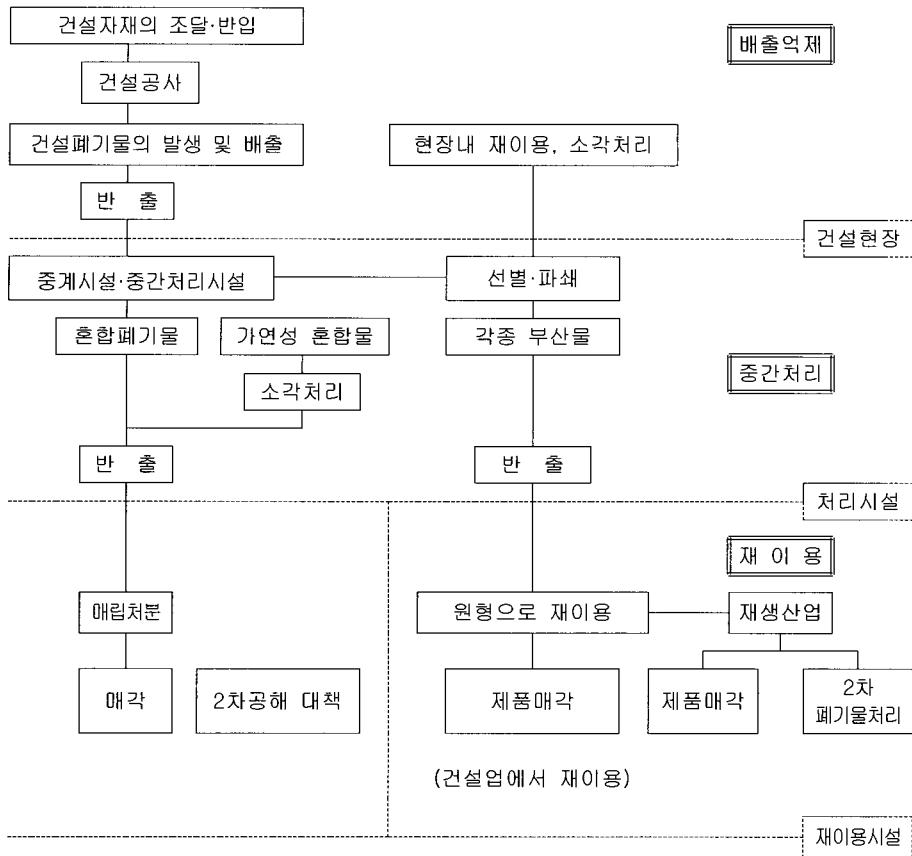 건설자재의 조달·반입
배출억제
건설공사
건설폐기물의 발생 및 배출
현장내 재이용, 소각처리
반 출
건설현장
중계시설·중간처리시설
선별·파쇄
혼합폐기물
가연성 혼합물
각종 부산물
중간처리
소각처리
반 출
반 출
처리시설
재 이 용
매립처분
원형으로 재이용
재생산업
매각
2차공해 대책
제품매각
제품매각
2차
폐기물처리
(건설업에서 재이용)
재이용시설